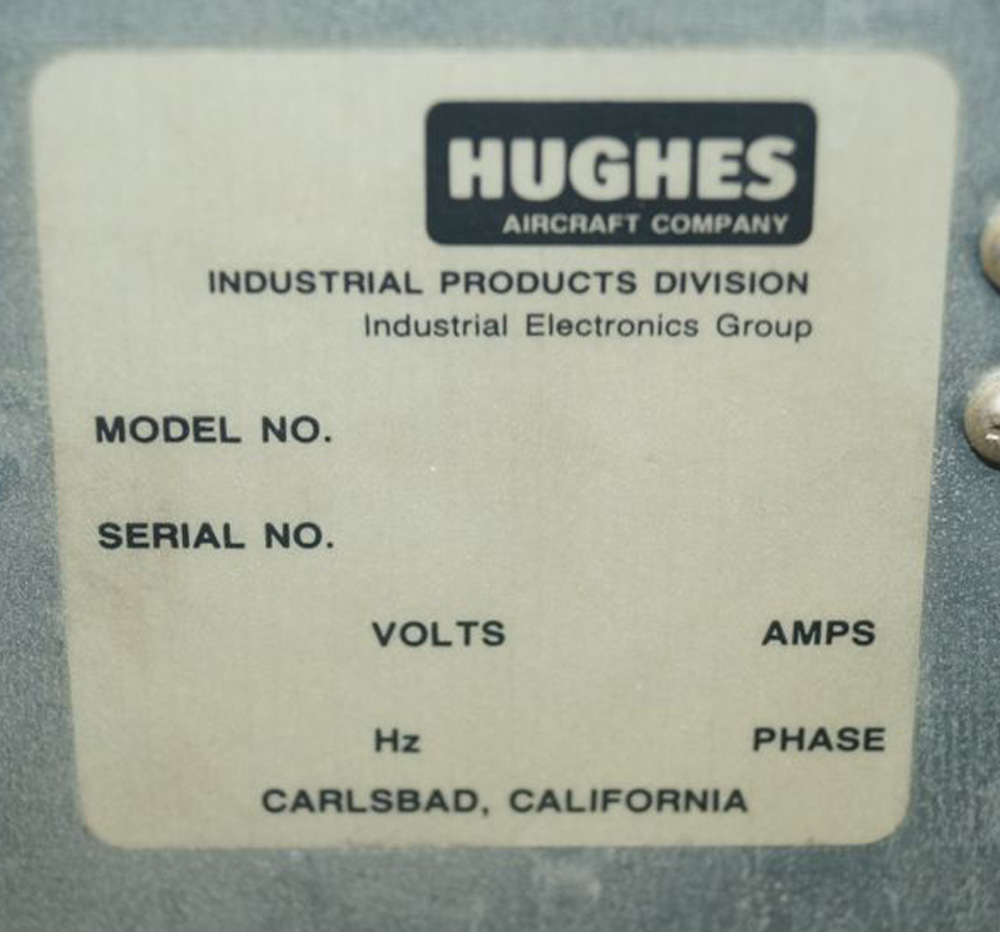 HUGHES
AIRCRAFT COMPANY
INDUSTRIAL PRODUCTS DIVISION
Industrial Electronics Group
MODEL NO.
SERIAL NO.
VOLTS AMPS
Hz PHASE
CARLSBAD, CALIFORNIA